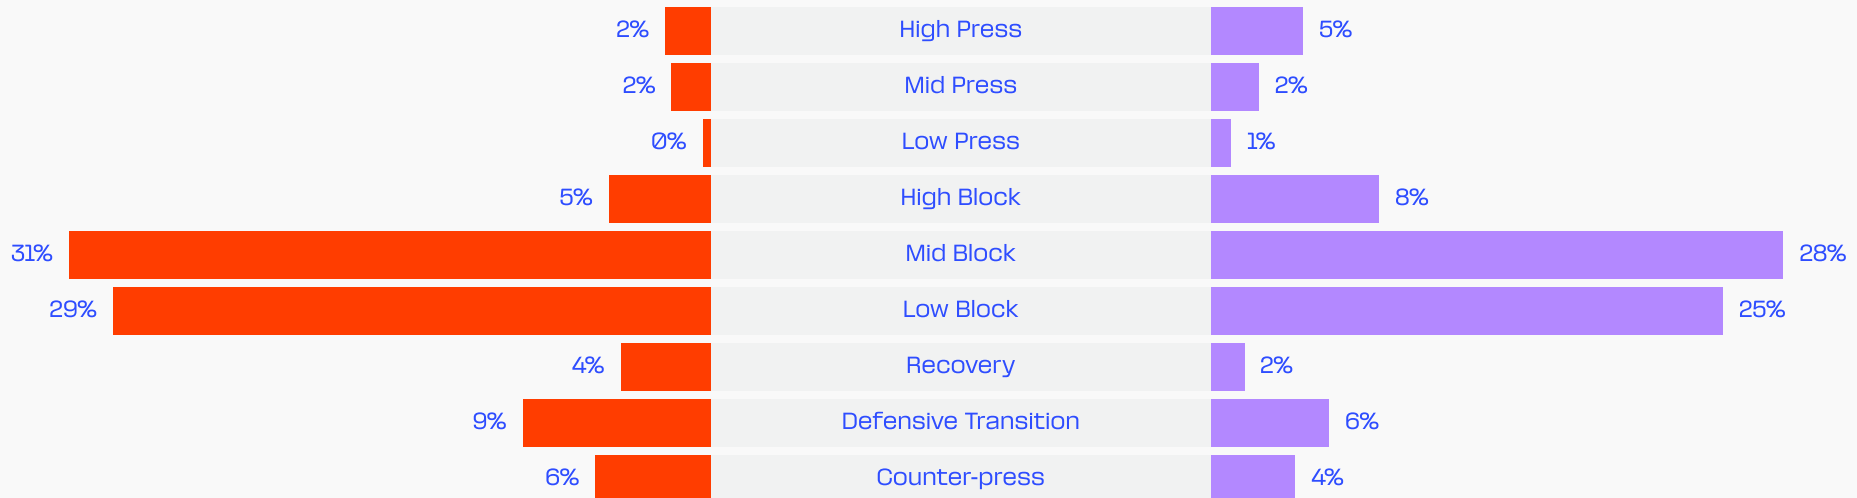 2% High Press 5%
2% Mid Press 2%
0% Low Press 1%
5% High Block 8%
31% Mid Block 28%
29% Low Block 25%
4% Recovery 2%
9% Defensive Transition 6%
6% Counter-press 4%